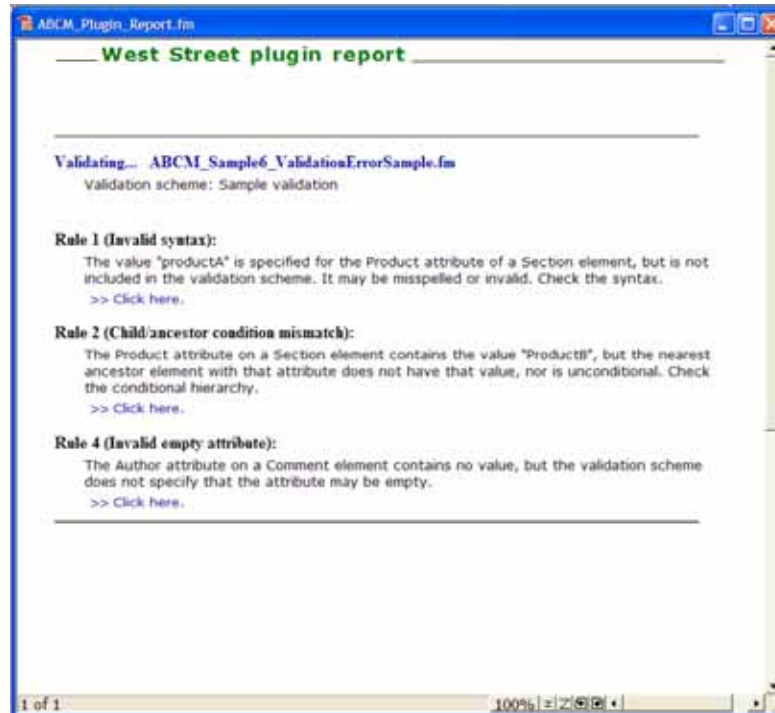 ABCM_Plugin_Report.fm
West Street plugin report
Validating... ABCM_Sample6_ValidationErrorSample.fm
Validation scheme: Sample validation
Rule 1 (Invalid syntax):
The value "productA" is specified for the Product attribute of a Section element, but is not
included in the validation scheme. It may be misspelled or invalid. Check the syntax.
>> Click here.
Rule 2 (Child/ancestor condition mismatch):
The Product attribute on a Section element contains the value "ProductB", but the nearest
ancestor element with that attribute does not have that value, nor is unconditional. Check
the conditional hierarchy.
>> Click here.
Rule 4 (Invalid empty attribute):
The Author attribute on a Comment element contains no value, but the validation scheme
does not specify that the attribute may be empty.
>> Click here.
1 of 1 100%